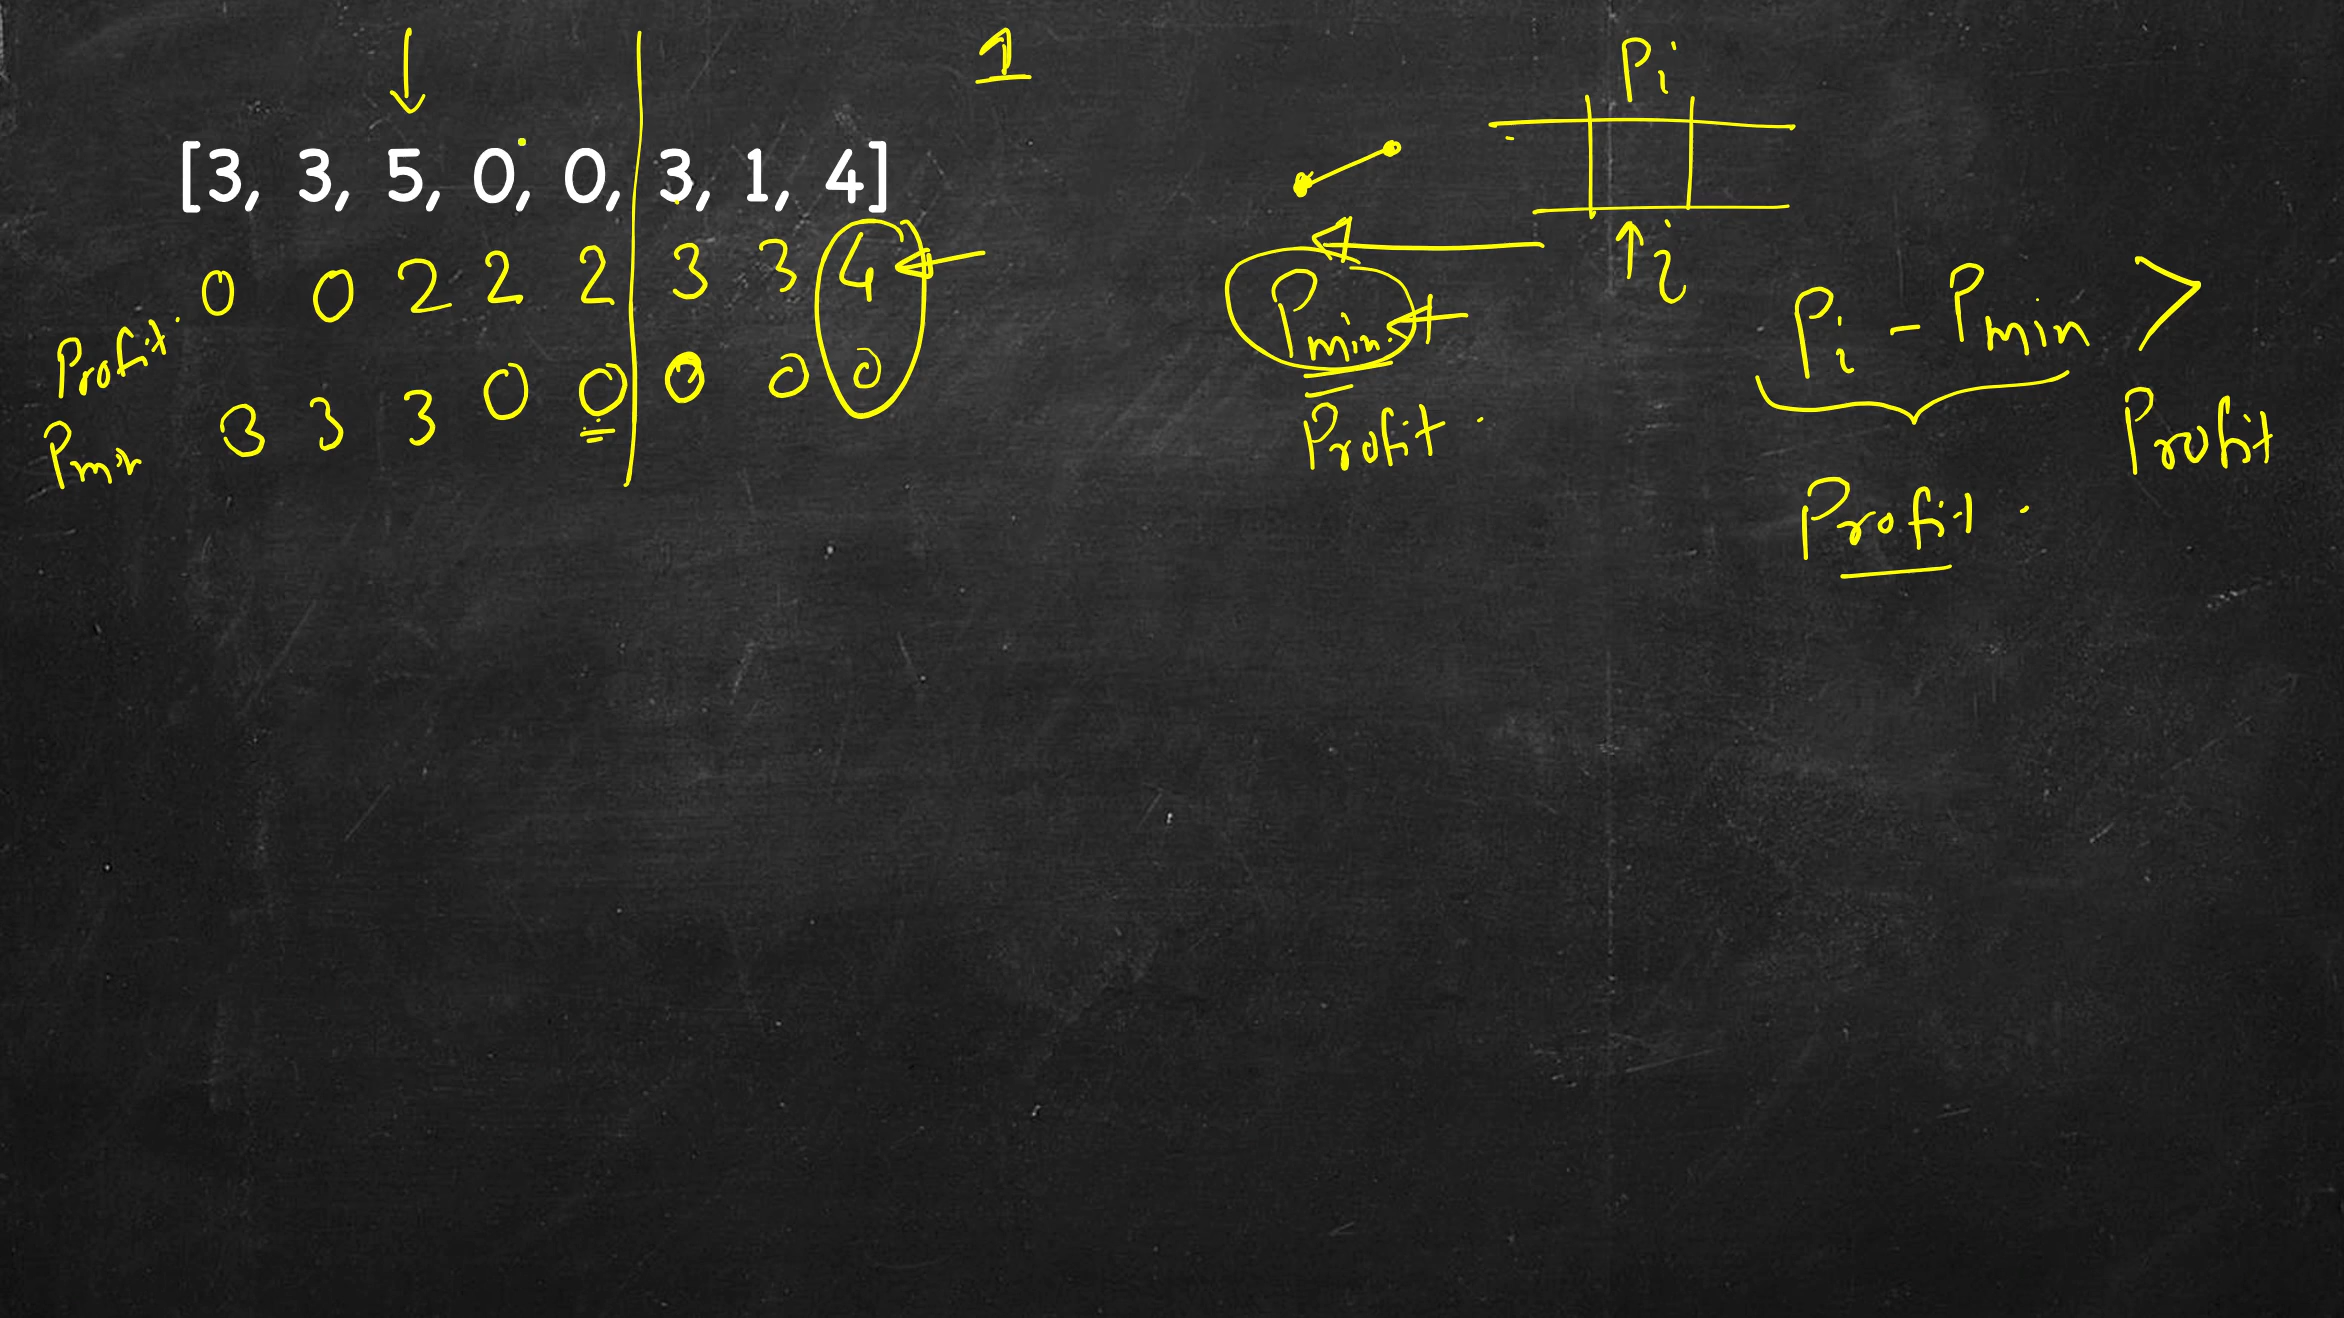 1
[3, 3, 5, 0, 0, 3, 1, 4]
Profit. 0 0 2 2 2 3 3 4
Pmin 3 3 3 0 0 0 0 0
Pi
i
Pmin.
Profit.
Pi - Pmin >
Profit
Profit.